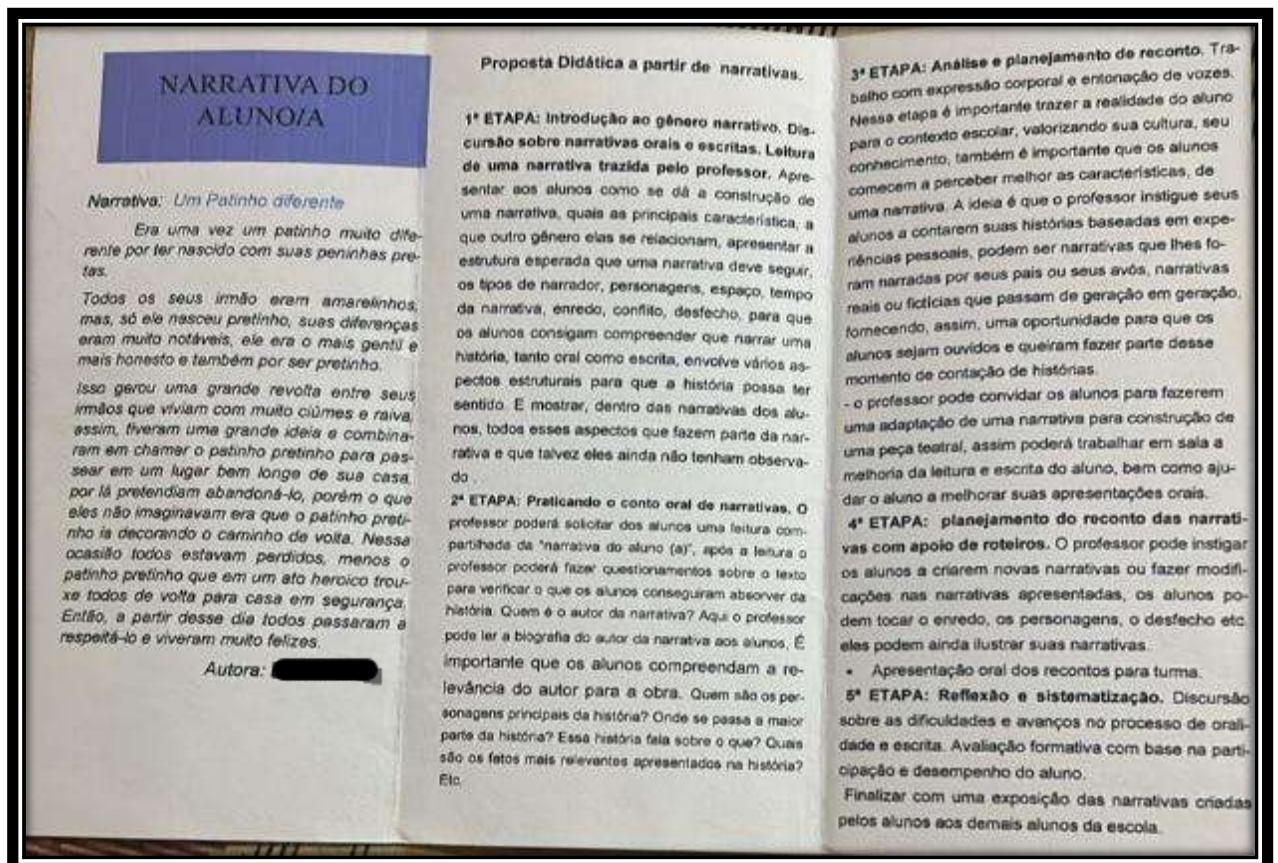 NARRATIVA DO
ALUNO/A
Narrativa: Um Patinho diferente
Era uma vez um patinho muito dife-
rente por ter nascido com suas peninhas pre-
tas.
Todos os seus irmão eram amarelinhos,
mas, só ele nasceu pretinho, suas diferenças
eram muito notáveis, ele era o mais gentil e
mais honesto e também por ser pretinho.
Isso gerou uma grande revolta entre seus
irmãos que viviam com muito ciúmes e raiva,
assim, tiveram uma grande ideia e combina-
ram em chamar o patinho pretinho para pas-
sear em um lugar bem longe de sua casa,
por lá pretendiam abandoná-lo, porém o que
eles não imaginavam era que o patinho preti-
nho ia decorando o caminho de volta. Nessa
ocasião todos estavam perdidos, menos o
patinho pretinho que em um ato heroico trou-
xe todos de volta para casa em segurança.
Então, a partir desse dia todos passaram a
respeitá-lo e viveram muito felizes.
Autora:
Proposta Didática a partir de narrativas.
1ª ETAPA: Introdução ao gênero narrativo. Dis-
cursão sobre narrativas orais e escritas. Leitura
de uma narrativa trazida pelo professor. Apre-
sentar aos alunos como se dá a construção de
uma narrativa, quais as principais característica, a
que outro gênero elas se relacionam, apresentar a
estrutura esperada que uma narrativa deve seguir,
os tipos de narrador, personagens, espaço, tempo
da narrativa, enredo, conflito, desfecho, para que
os alunos consigam compreender que narrar uma
história, tanto oral como escrita, envolve vários as-
pectos estruturais para que a história possa ter
sentido. E mostrar, dentro das narrativas dos alu-
nos, todos esses aspectos que fazem parte da nar-
rativa e que talvez eles ainda não tenham observa-
do .
2ª ETAPA: Praticando o conto oral de narrativas. O
professor poderá solicitar dos alunos uma leitura com-
partilhada da "narrativa do aluno (a)", após a leitura o
professor poderá fazer questionamentos sobre o texto
para verificar o que os alunos conseguiram absorver da
história. Quem é o autor da narrativa? Aqui o professor
pode ler a biografia do autor da narrativa aos alunos, É
importante que os alunos compreendam a re-
levância do autor para a obra. Quem são os per-
sonagens principais da história? Onde se passa a maior
parte da história? Essa história fala sobre o que? Quais
são os fatos mais relevantes apresentados na história?
Etc.
3ª ETAPA: Análise e planejamento de reconto. Tra-
balho com expressão corporal e entonação de vozes.
Nessa etapa é importante trazer a realidade do aluno
para o contexto escolar, valorizando sua cultura, seu
conhecimento, também é importante que os alunos
comecem a perceber melhor as características, de
uma narrativa. A ideia é que o professor instigue seus
alunos a contarem suas histórias baseadas em expe-
riências pessoais, podem ser narrativas que lhes fo-
ram narradas por seus pais ou seus avós, narrativas
reais ou fictícias que passam de geração em geração,
fornecendo, assim, uma oportunidade para que os
alunos sejam ouvidos e queiram fazer parte desse
momento de contação de histórias.
- o professor pode convidar os alunos para fazerem
uma adaptação de uma narrativa para construção de
uma peça teatral, assim poderá trabalhar em sala a
melhoria da leitura e escrita do aluno, bem como aju-
dar o aluno a melhorar suas apresentações orais.
4ª ETAPA: planejamento do reconto das narrati-
vas com apoio de roteiros. O professor pode instigar
os alunos a criarem novas narrativas ou fazer modifi-
cações nas narrativas apresentadas, os alunos po-
dem tocar o enredo, os personagens, o desfecho etc.
eles podem ainda ilustrar suas narrativas.
• Apresentação oral dos recontos para turma.
5ª ETAPA: Reflexão e sistematização. Discursão
sobre as dificuldades e avanços no processo de orali-
dade e escrita. Avaliação formativa com base na parti-
cipação e desempenho do aluno.
Finalizar com uma exposição das narrativas criadas
pelos alunos aos demais alunos da escola.